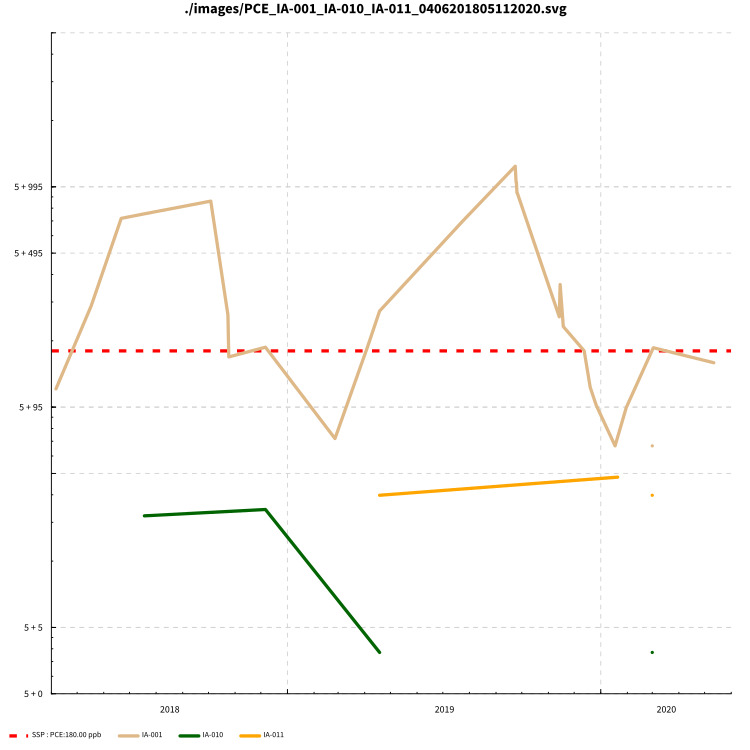 ./images/PCE_IA-001_IA-010_IA-011_0406201805112020.svg
5 + 995
5 + 495
5 + 95
5 + 5
5 + 0
2018 2019 2020
SSP : PCE:180.00 ppb IA-001 IA-010 IA-011